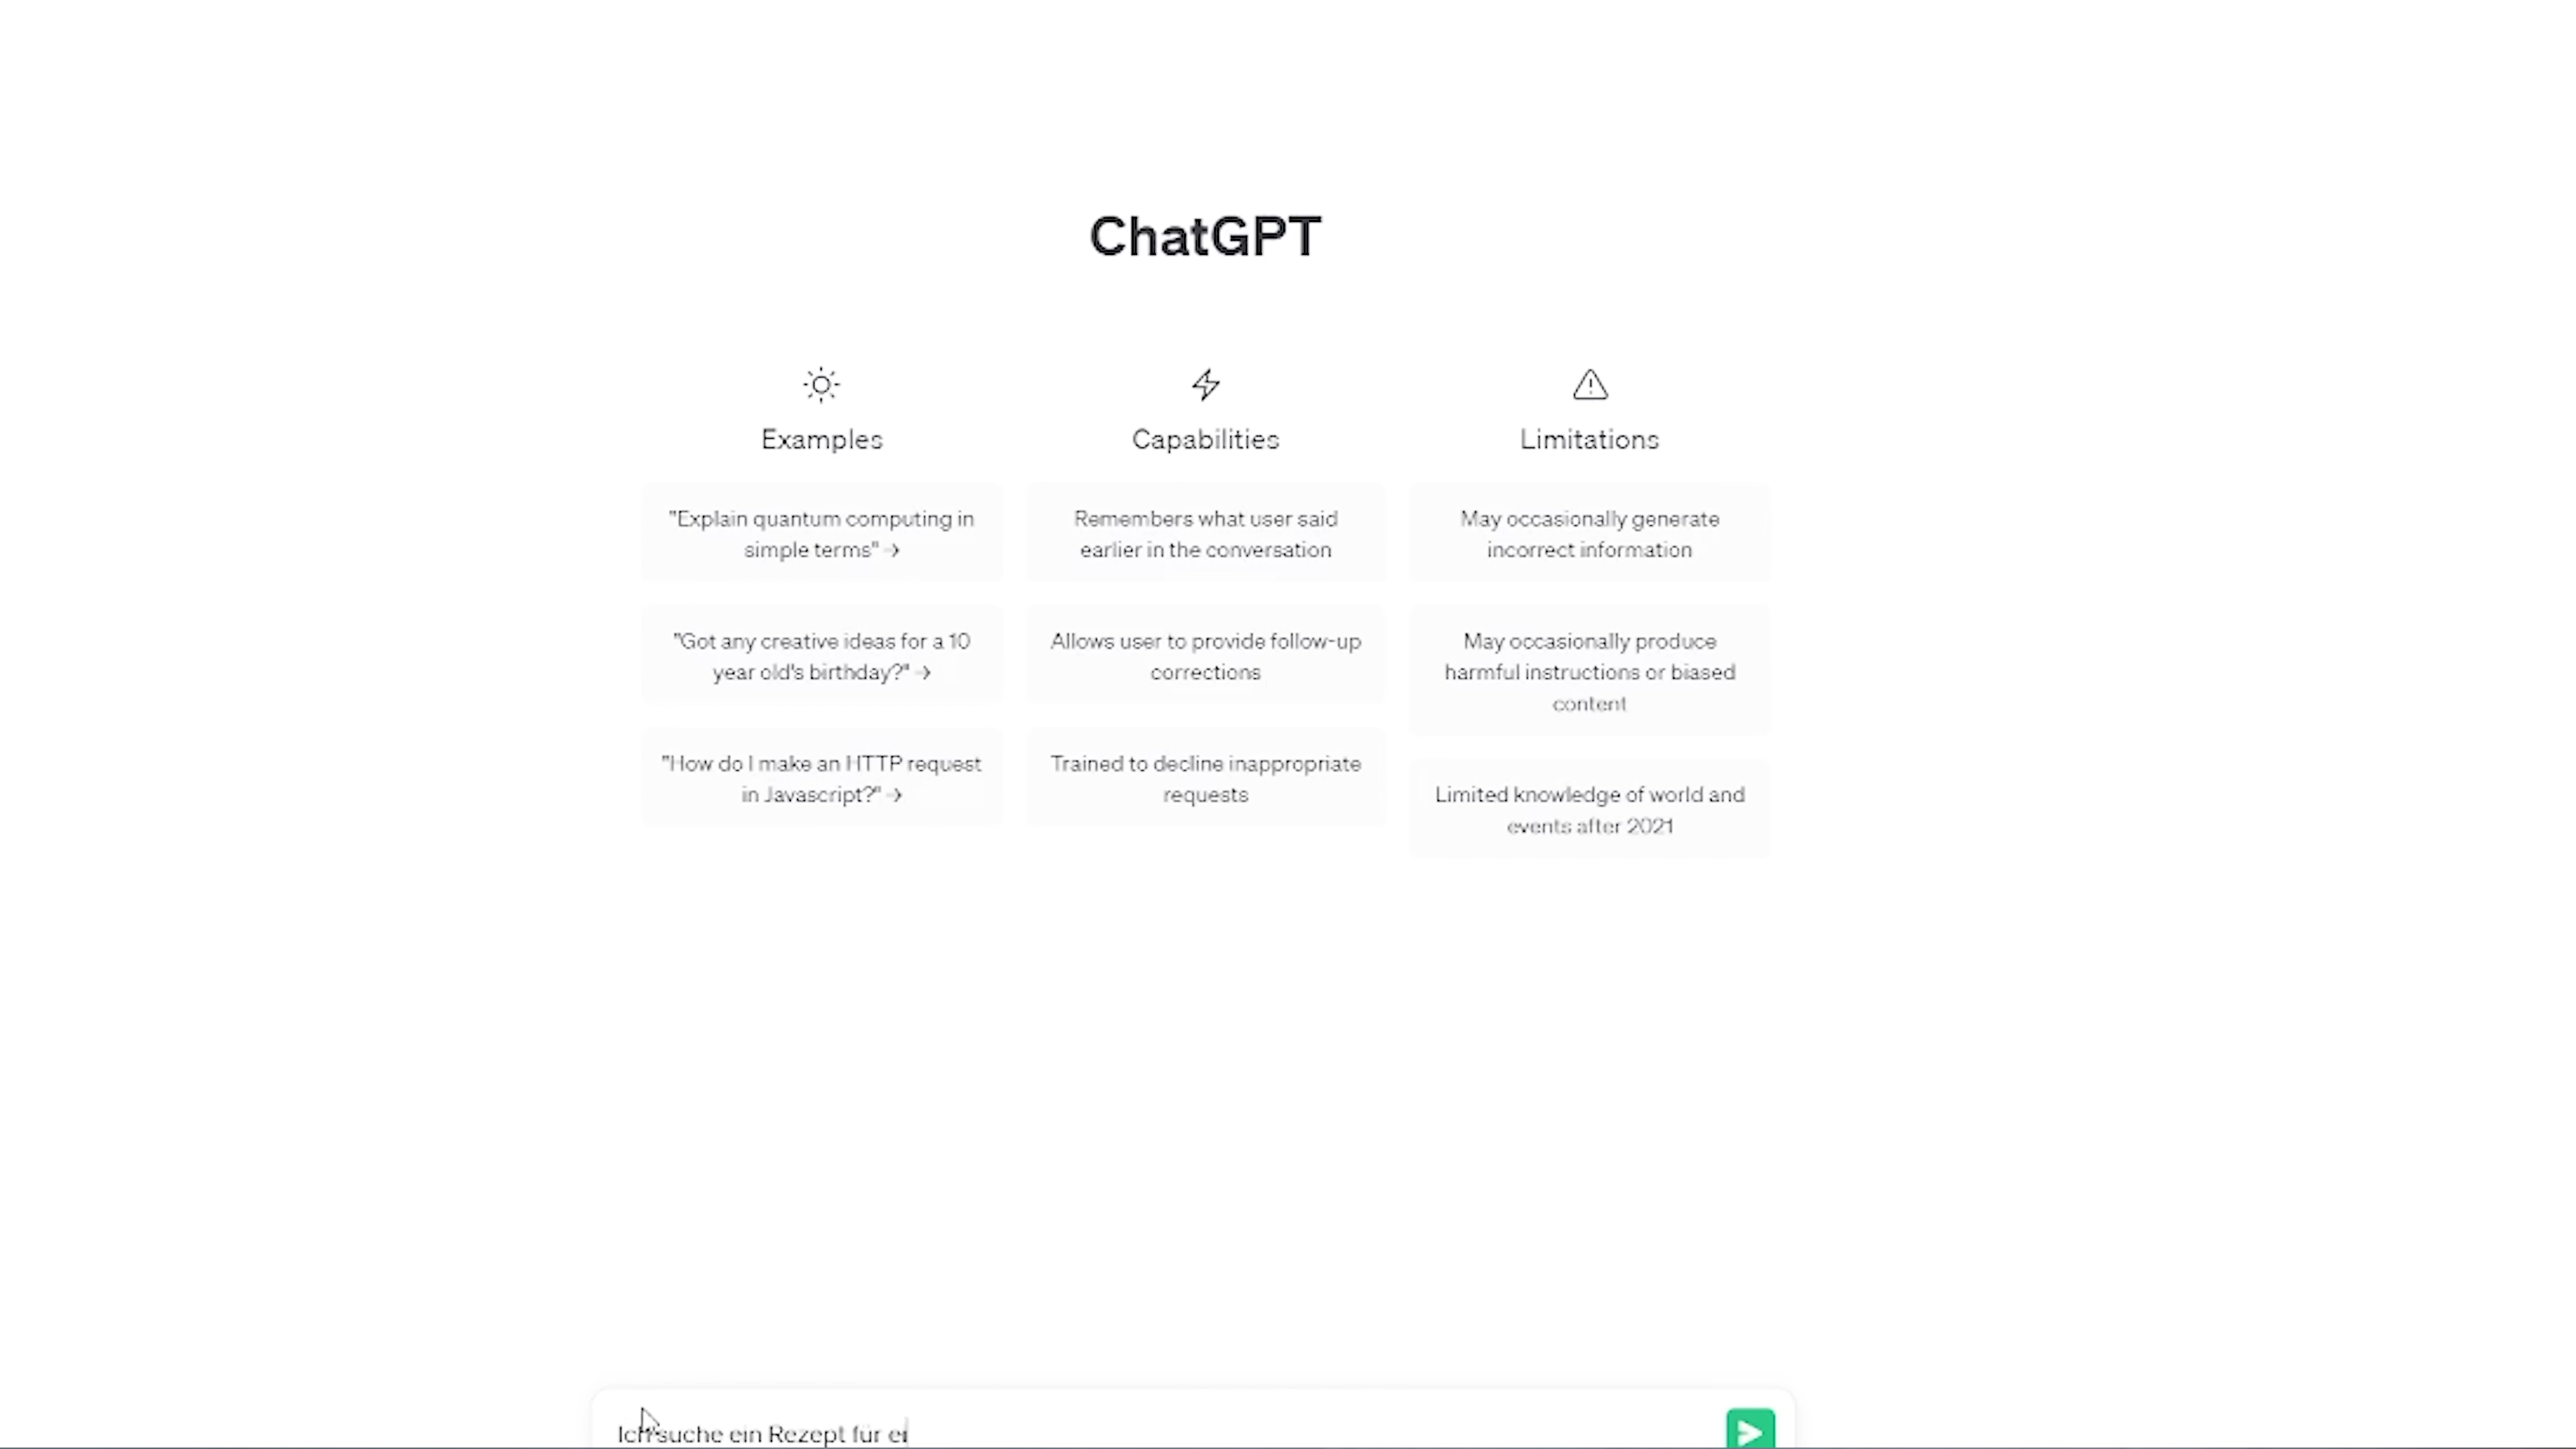 ChatGPT
Examples
"Explain quantum computing in
simple terms" →
"Got any creative ideas for a 10
year old's birthday?" →
"How do I make an HTTP request
in Javascript?" →
Capabilities
Remembers what user said
earlier in the conversation
Allows user to provide follow-up
corrections
Trained to decline inappropriate
requests
Limitations
May occasionally generate
incorrect information
May occasionally produce
harmful instructions or biased
content
Limited knowledge of world and
events after 2021
Ich suche ein Rezept für ei